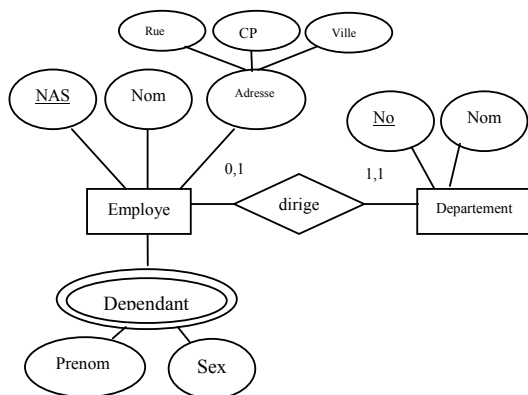 Rue
CP
Ville
NAS
Nom
Adresse
No
Nom
0,1
1,1
Employe
dirige
Departement
Dependant
Prenom
Sex